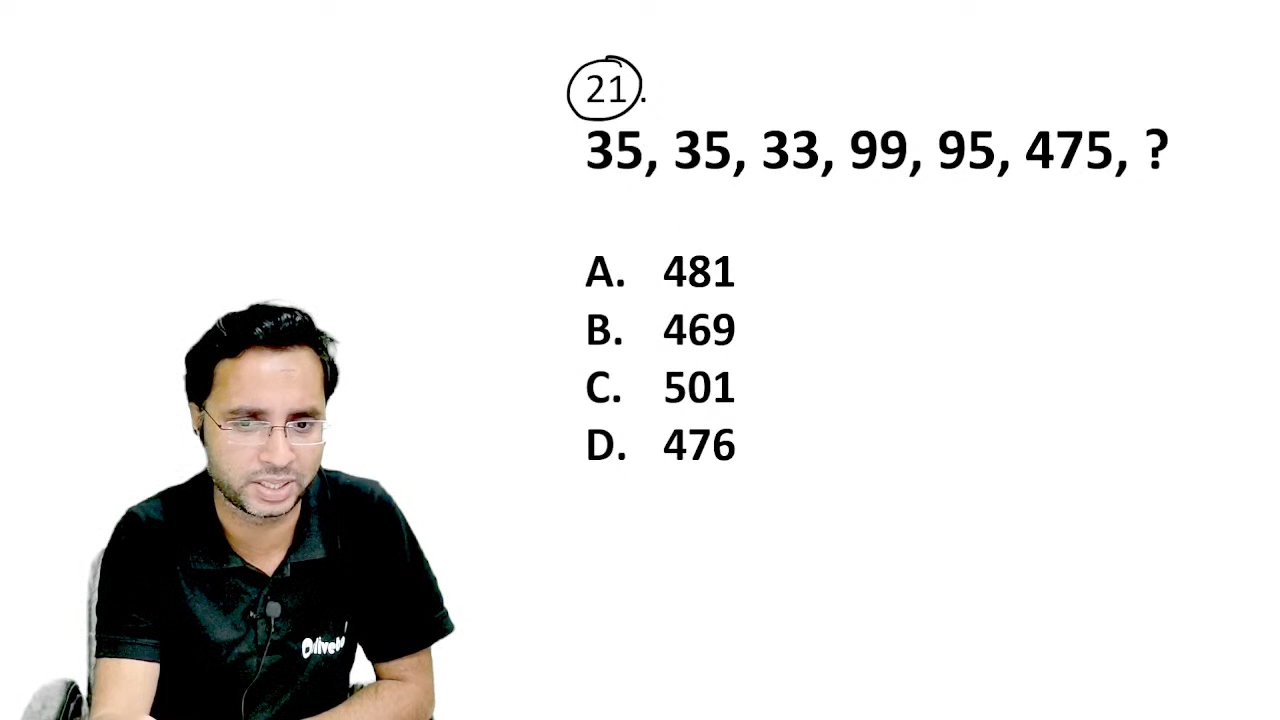 21.
35, 35, 33, 99, 95, 475, ?
A. 481
B. 469
C. 501
D. 476